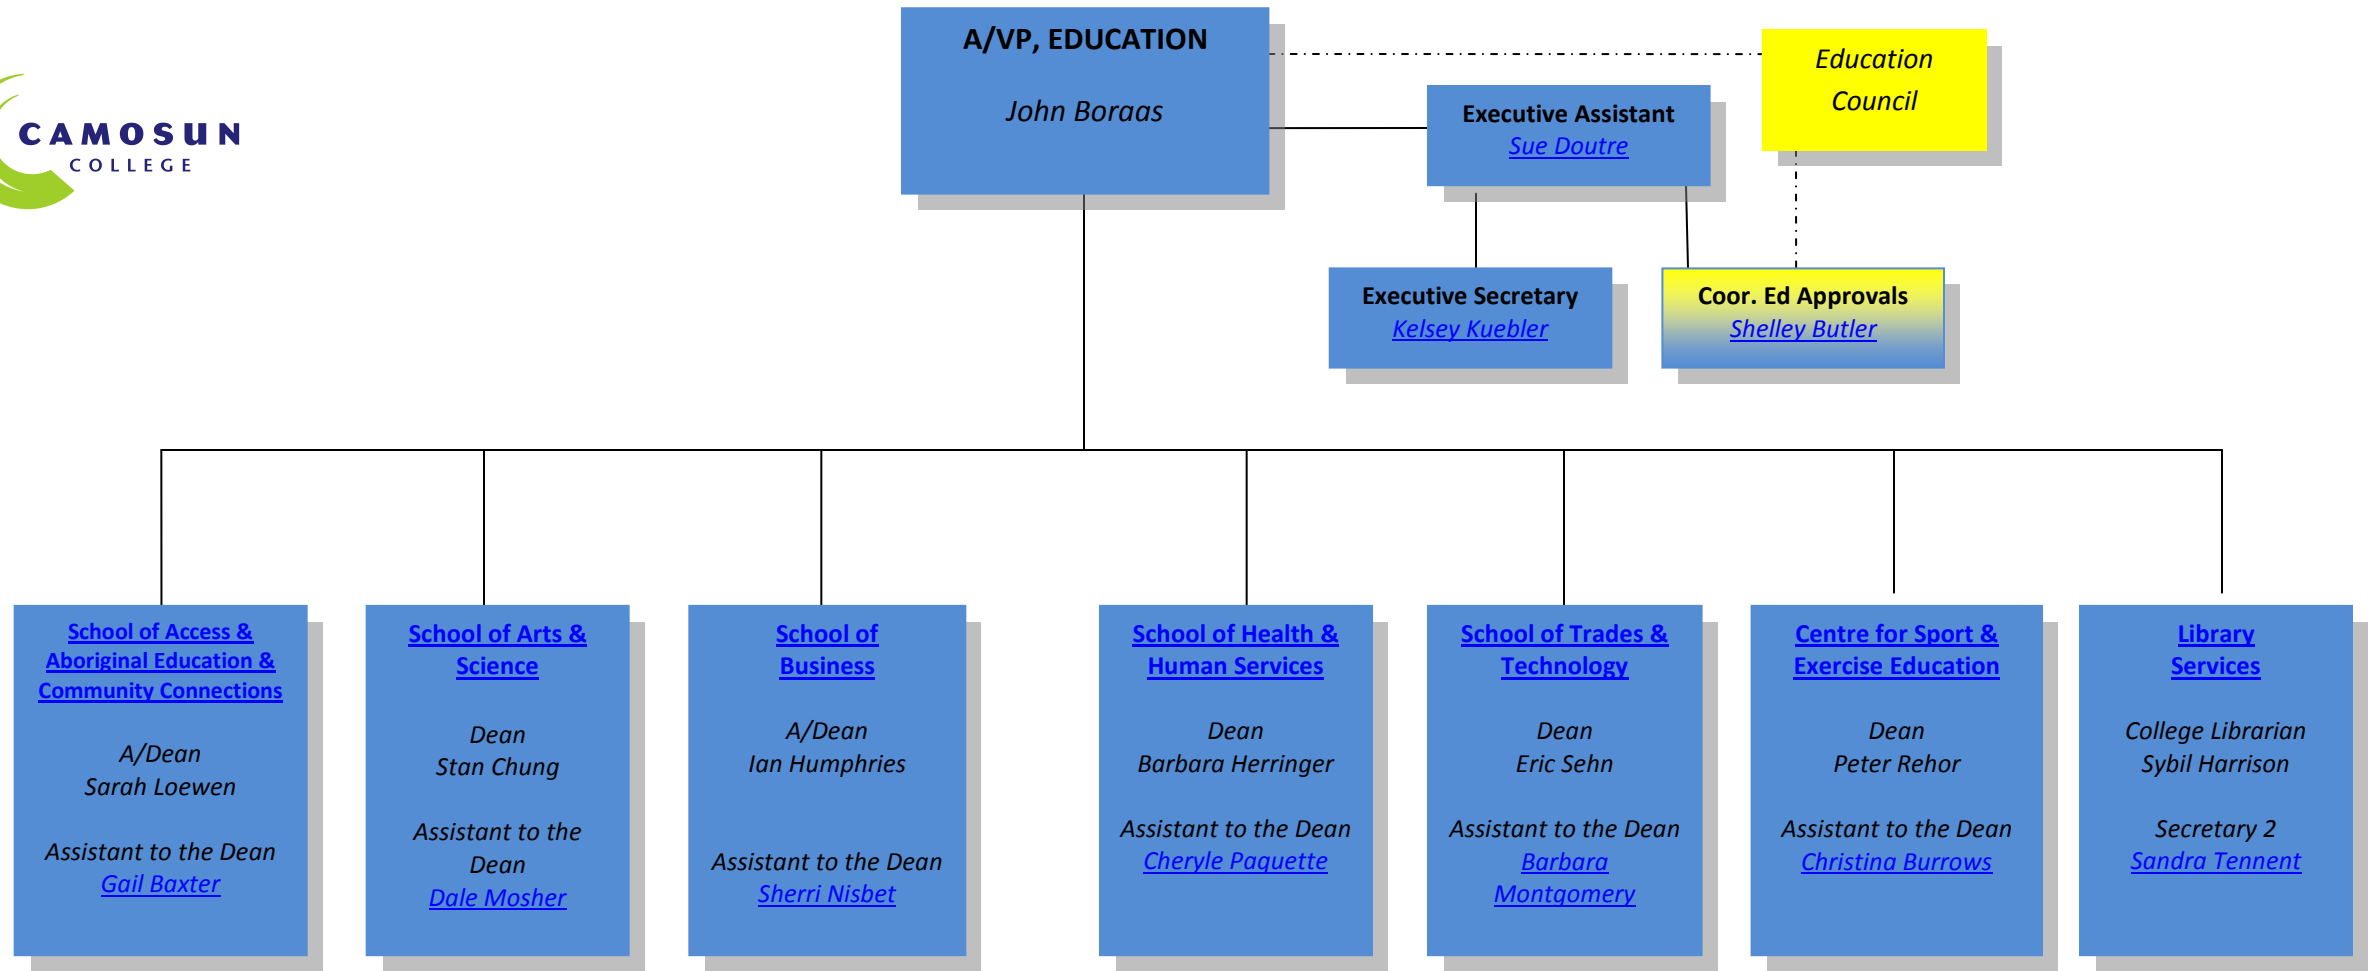 CAMOSUN
COLLEGE
A/VP, EDUCATION
John Boraas
Education
Council
Executive Assistant
Sue Doutre
Executive Secretary
Kelsey Kuebler
Coor. Ed Approvals
Shelley Butler
School of Access &
Aboriginal Education &
Community Connections
A/Dean
Sarah Loewen
Assistant to the Dean
Gail Baxter
School of Arts &
Science
Dean
Stan Chung
Assistant to the
Dean
Dale Mosher
School of
Business
A/Dean
Ian Humphries
Assistant to the Dean
Sherri Nisbet
School of Health &
Human Services
Dean
Barbara Herringer
Assistant to the Dean
Cheryle Paquette
School of Trades &
Technology
Dean
Eric Sehn
Assistant to the Dean
Barbara
Montgomery
Centre for Sport &
Exercise Education
Dean
Peter Rehor
Assistant to the Dean
Christina Burrows
Library
Services
College Librarian
Sybil Harrison
Secretary 2
Sandra Tennent